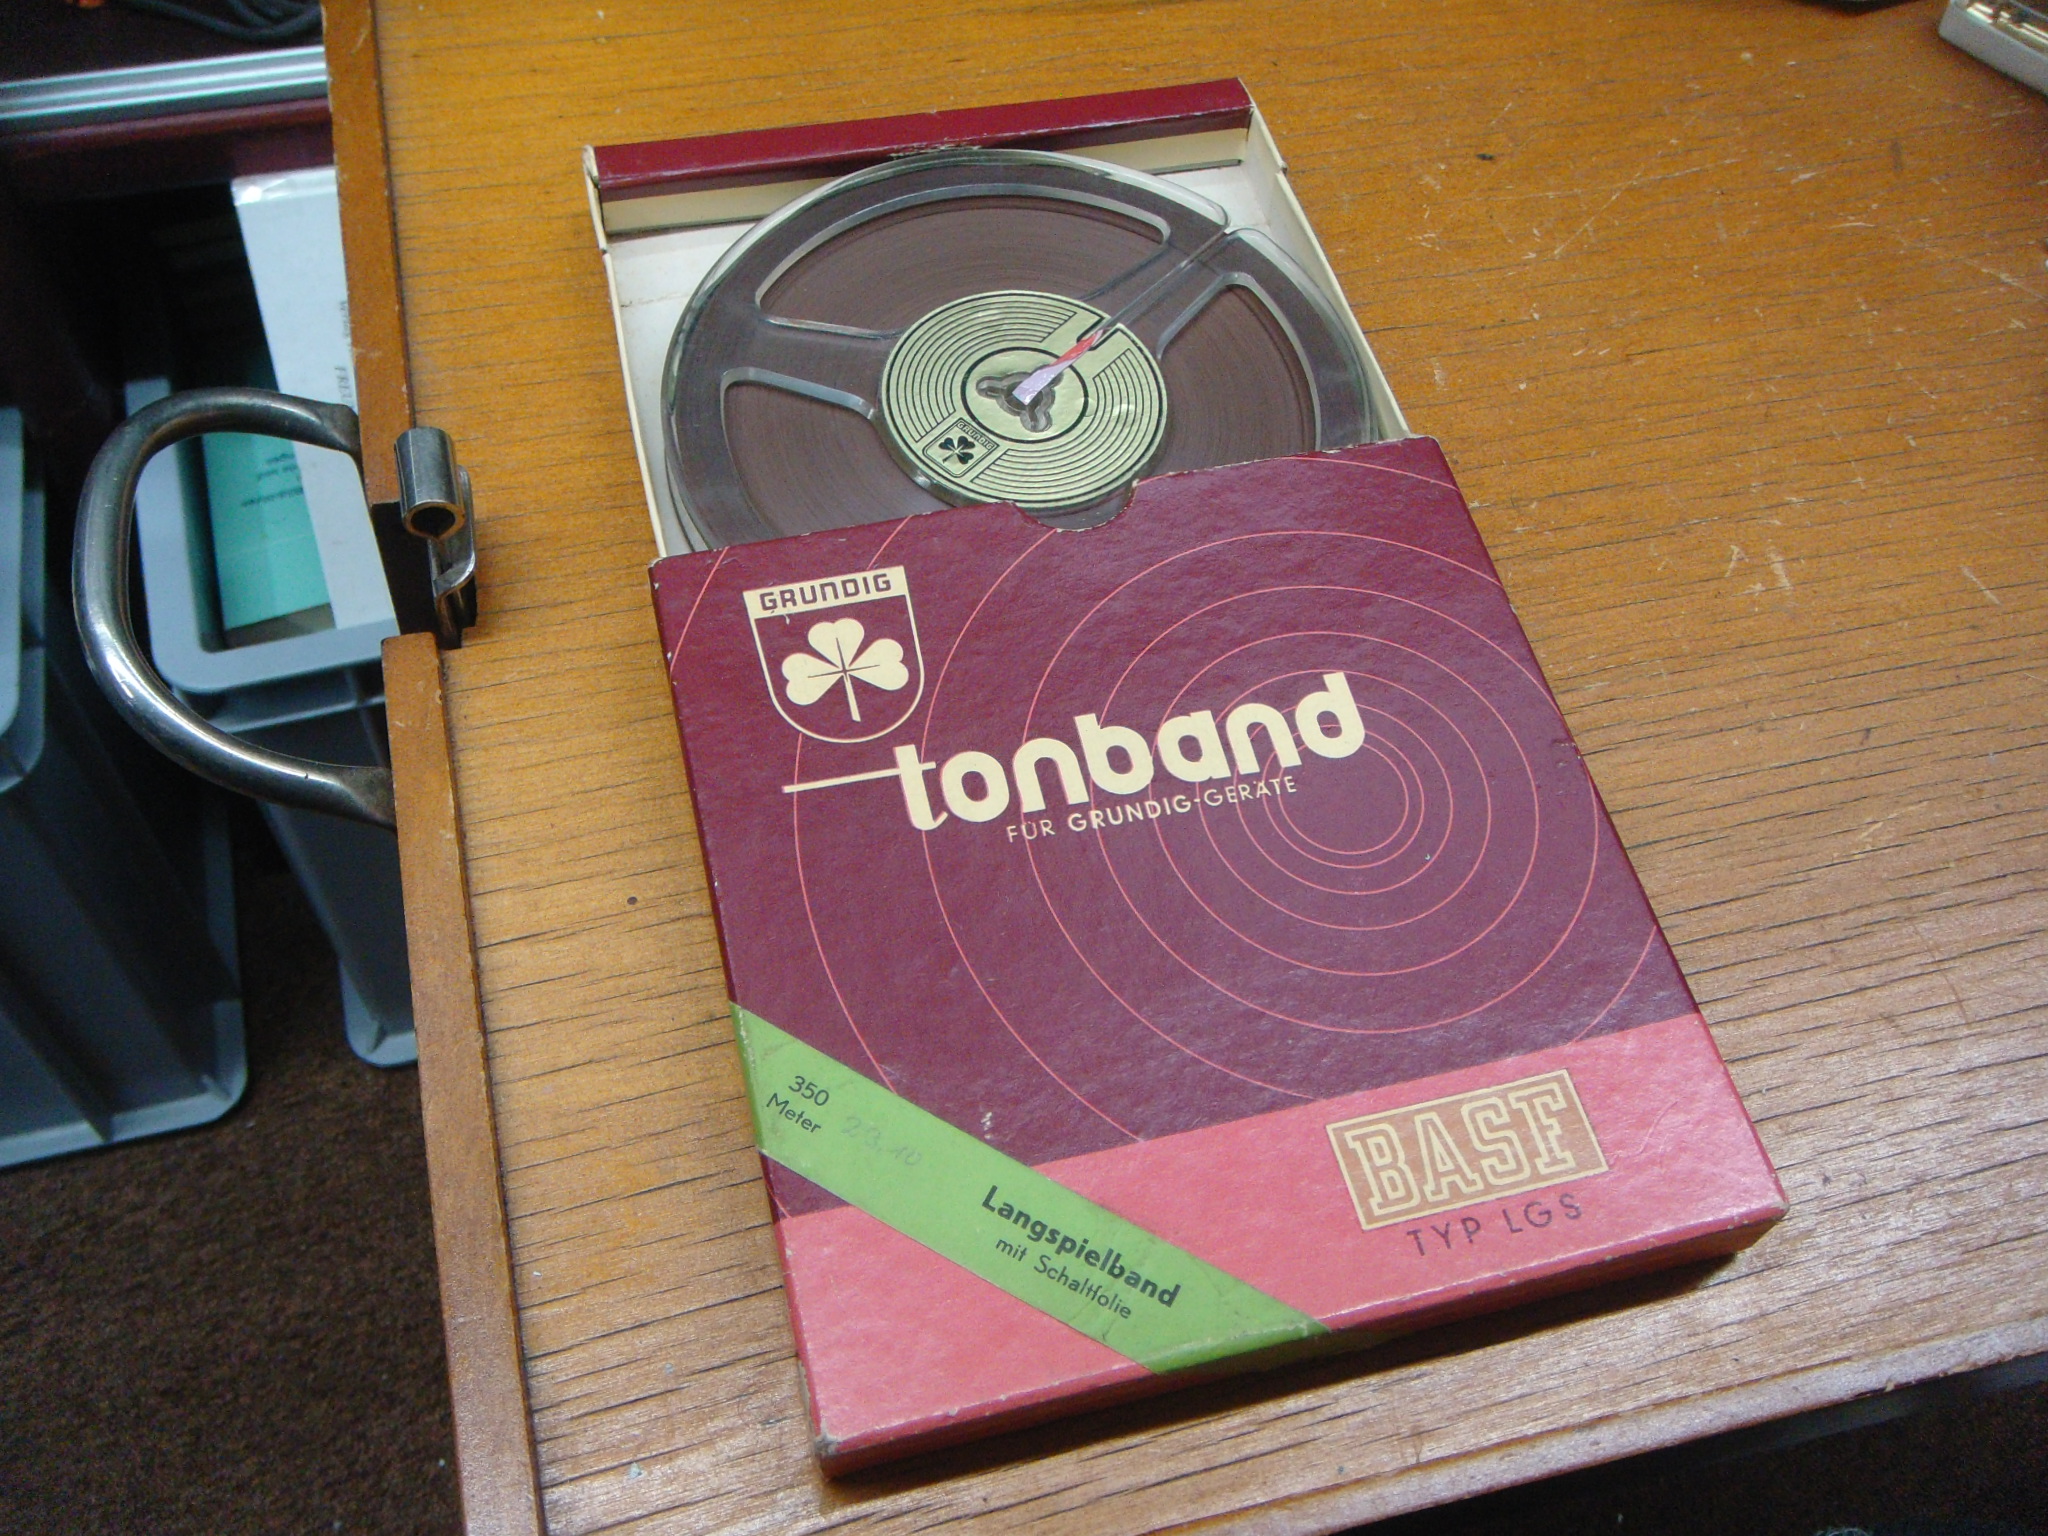 GRUNDIG
GRUNDIG
tonband
FÜR GRUNDIG-GERÄTE
350
Meter
Langspielband
mit Schaltfolie
BASF
TYP LGS